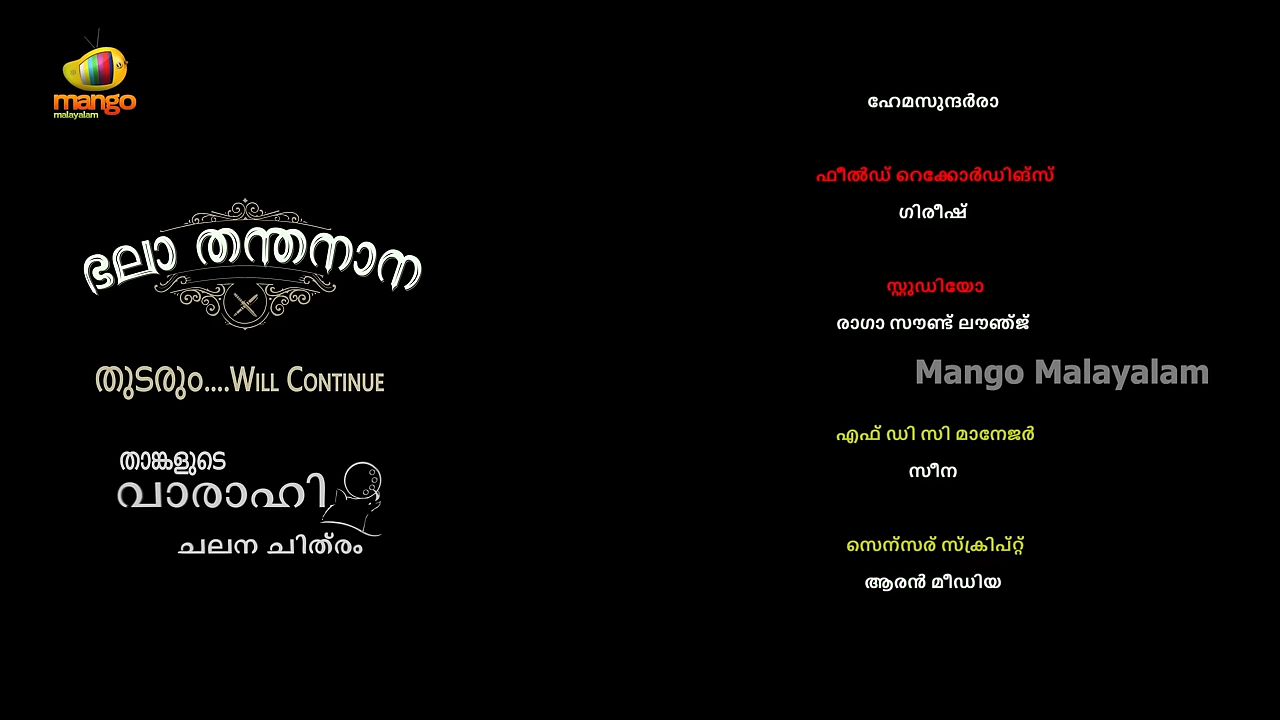 mango
malayalam
ഭലോ തന്തനാന
തുടരും....Will Continue
താങ്കളുടെ
വാരാഹി
ചലന ചിത്രം
ഹേമസുന്ദർരാ
ഫീൽഡ് റെക്കോർഡിങ്സ്
ഗിരീഷ്
സ്റ്റുഡിയോ
രാഗാ സൗണ്ട് ലൗഞ്ജ്
Mango Malayalam
എഫ് ഡി സി മാനേജർ
സീന
സെന്സര് സ്ക്രിപ്റ്റ്
ആരൻ മീഡിയ